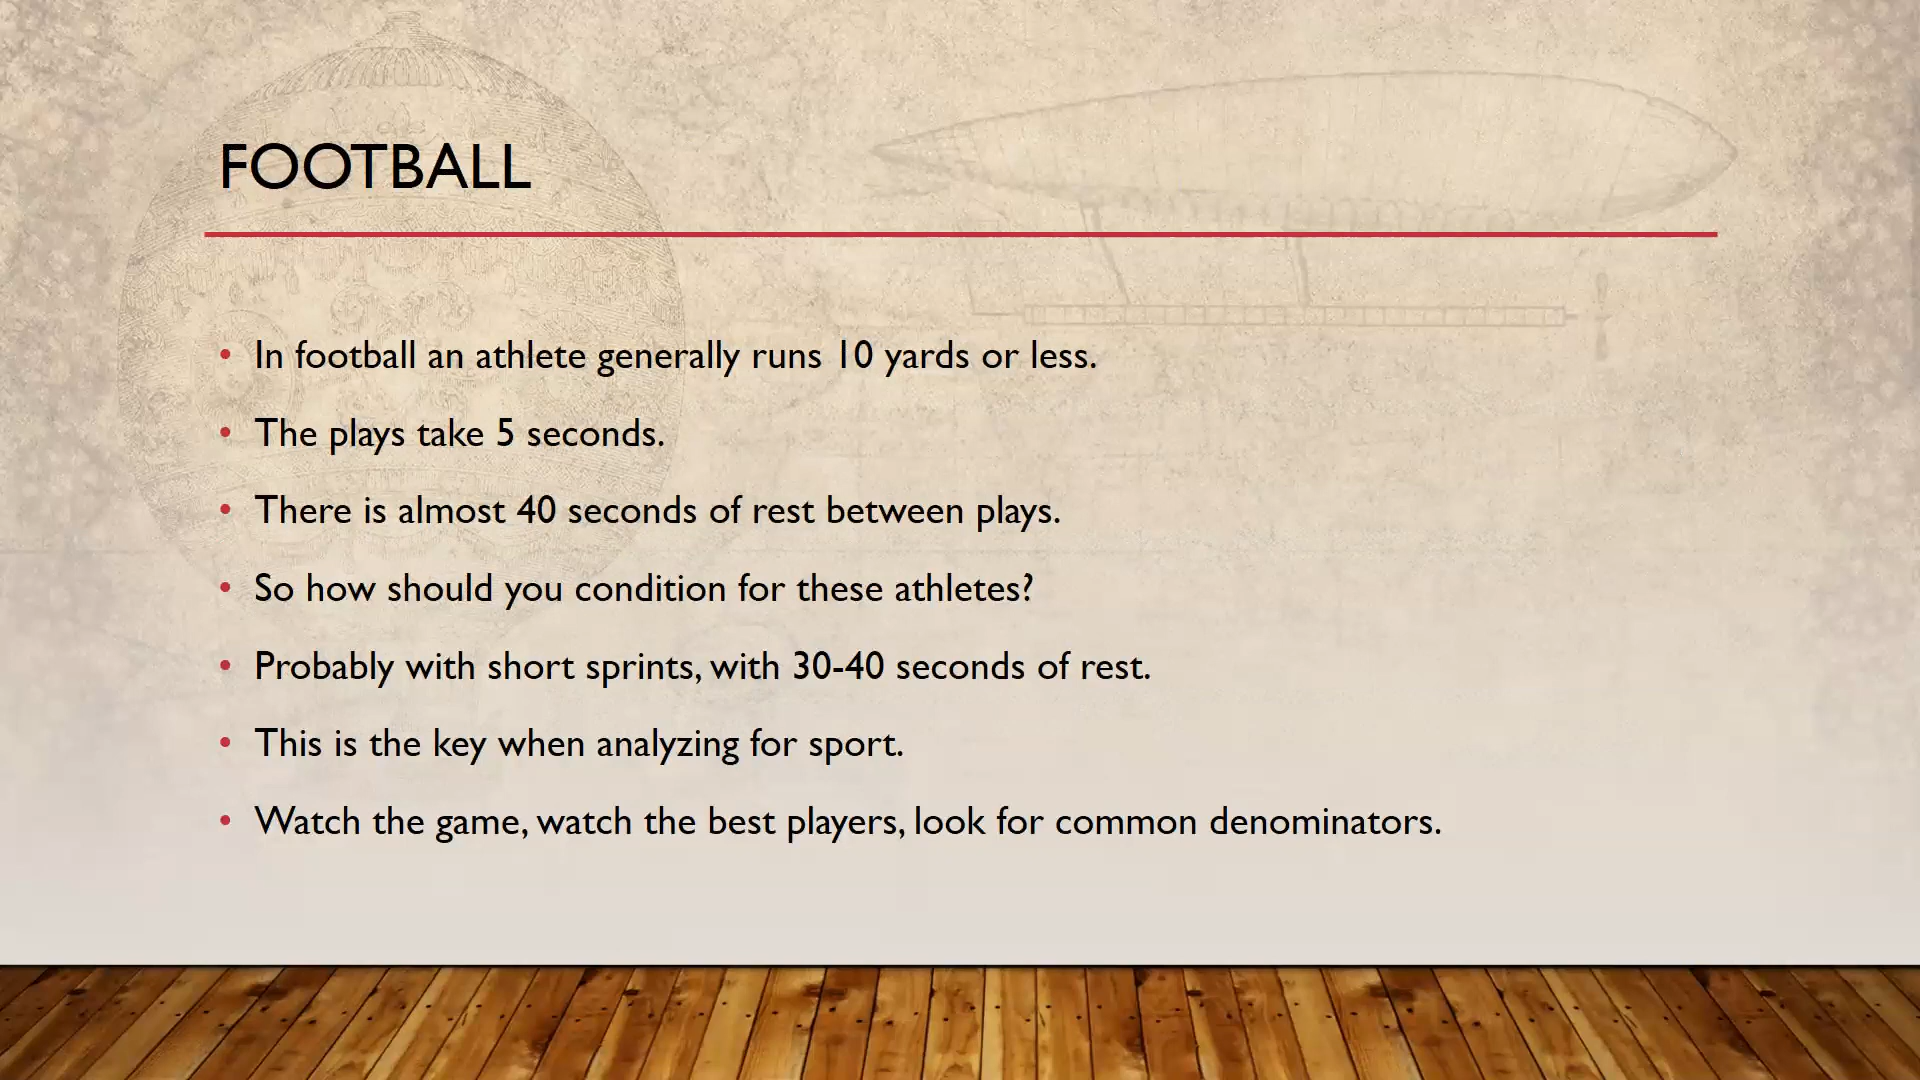 FOOTBALL
• In football an athlete generally runs 10 yards or less.
• The plays take 5 seconds.
• There is almost 40 seconds of rest between plays.
• So how should you condition for these athletes?
• Probably with short sprints, with 30-40 seconds of rest.
• This is the key when analyzing for sport.
• Watch the game, watch the best players, look for common denominators.